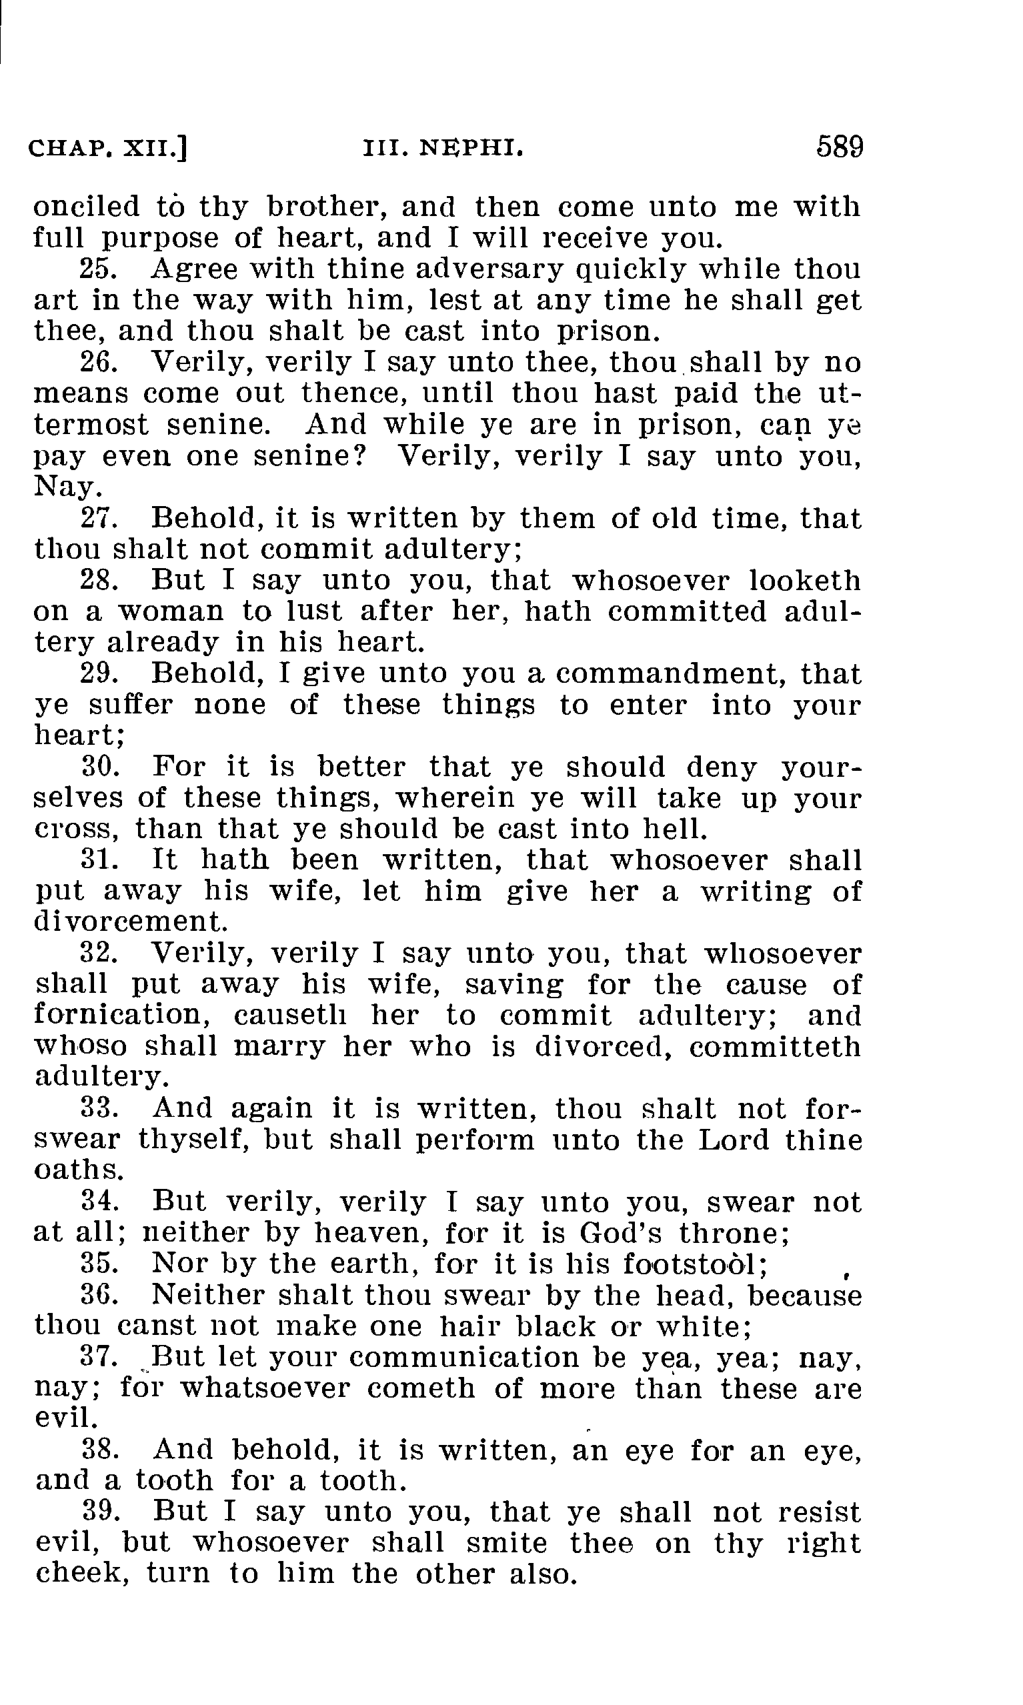 CHAP. XII.] III. NEPHI. 589
onciled to thy brother, and then come unto me with
full purpose of heart, and I will receive you.
25. Agree with thine adversary quickly while thou
art in the way with him, lest at any time he shall get
thee, and thou shalt be cast into prison.
26. Verily, verily I say unto thee, thou shall by no
means come out thence, until thou hast paid the ut-
termost senine. And while ye are in prison, can ye
pay even one senine? Verily, verily I say unto you,
Nay.
27. Behold, it is written by them of old time, that
thou shalt not commit adultery;
28. But I say unto you, that whosoever looketh
on a woman to lust after her, hath committed adul-
tery already in his heart.
29. Behold, I give unto you a commandment, that
ye suffer none of these things to enter into your
heart;
30. For it is better that ye should deny your-
selves of these things, wherein ye will take up your
cross, than that ye should be cast into hell.
31. It hath been written, that whosoever shall
put away his wife, let him give her a writing of
divorcement.
32. Verily, verily I say unto you, that whosoever
shall put away his wife, saving for the cause of
fornication, causeth her to commit adultery; and
whoso shall marry her who is divorced, committeth
adultery.
33. And again it is written, thou shalt not for-
swear thyself, but shall perform unto the Lord thine
oaths.
34. But verily, verily I say unto you, swear not
at all; neither by heaven, for it is God's throne;
35. Nor by the earth, for it is his footstool;
36. Neither shalt thou swear by the head, because
thou canst not make one hair black or white;
37. But let your communication be yea, yea; nay,
nay; for whatsoever cometh of more than these are
evil.
38. And behold, it is written, an eye for an eye,
and a tooth for a tooth.
39. But I say unto you, that ye shall not resist
evil, but whosoever shall smite thee on thy right
cheek, turn to him the other also.